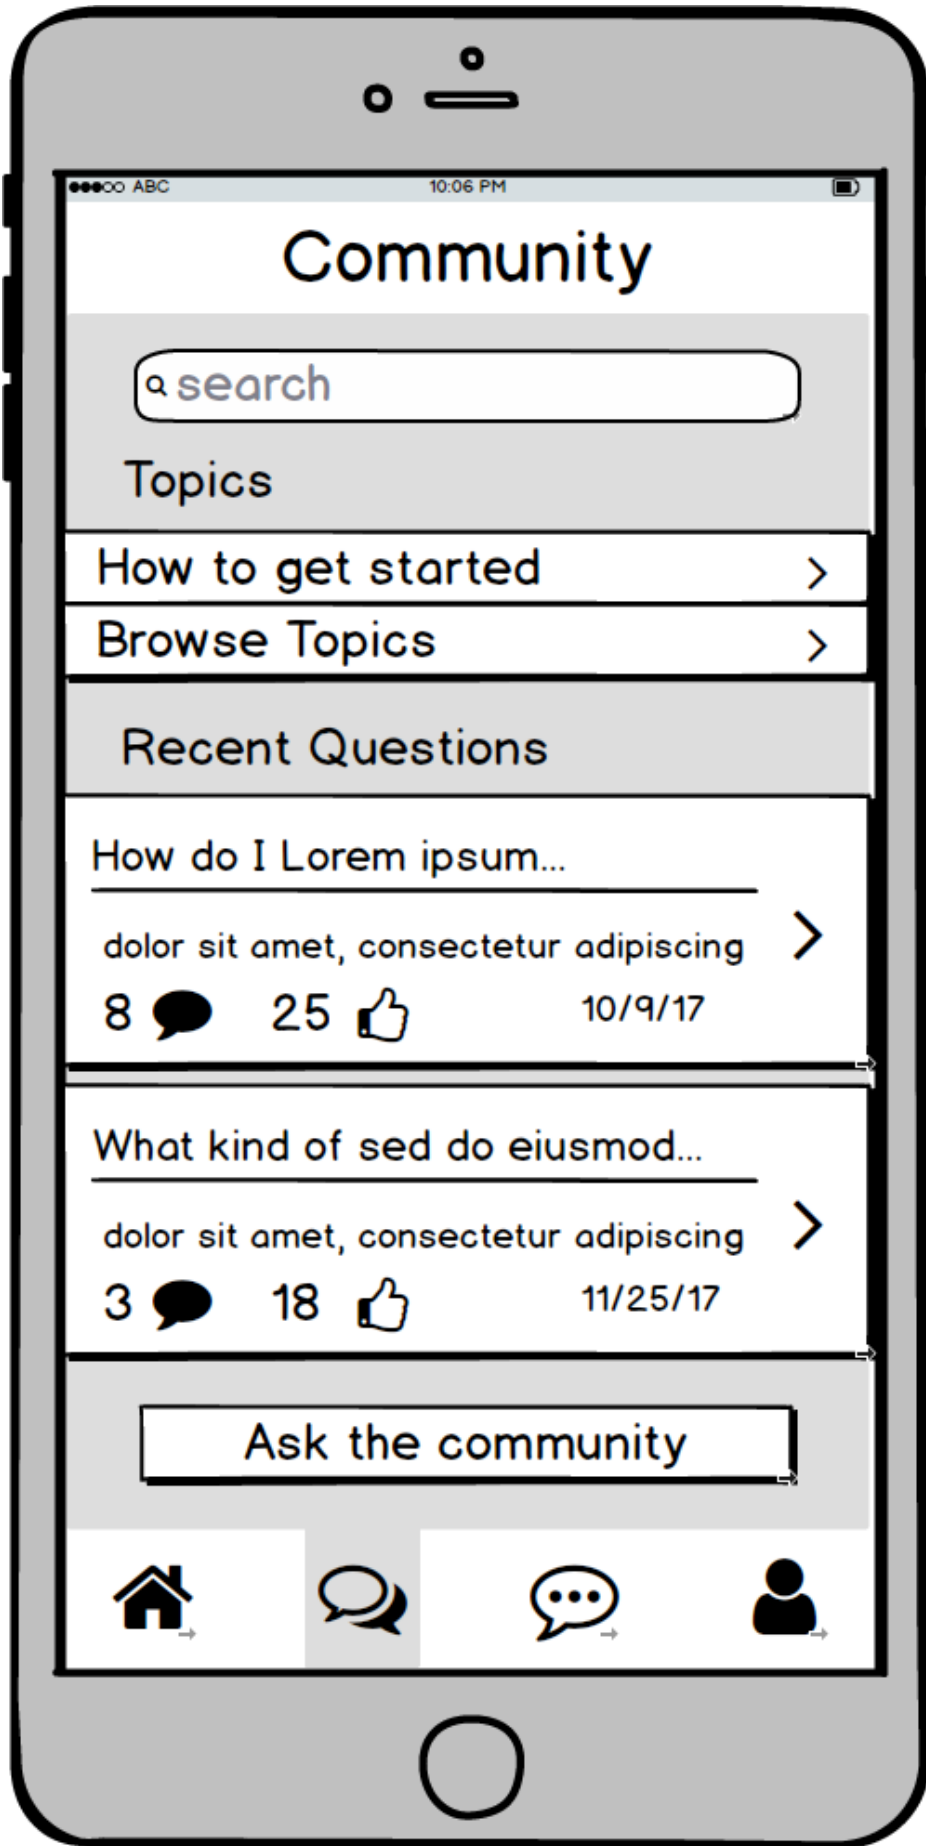 ABC 10:06 PM
Community
search
Topics
How to get started
Browse Topics
Recent Questions
How do I Lorem ipsum...
dolor sit amet, consectetur adipiscing
8 25 10/9/17
What kind of sed do eiusmod...
dolor sit amet, consectetur adipiscing
3 18 11/25/17
Ask the community